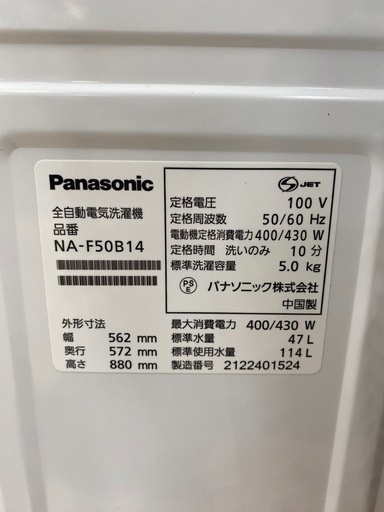 Panasonic
全自動電気洗濯機
品番
NA-F50B14
外形寸法
幅 562 mm
奥行 572 mm
高さ 880 mm
S JET
定格電圧 100 V
定格周波数 50/60 Hz
電動機定格消費電力 400/430 W
定格時間 洗いのみ 10 分
標準洗濯容量 5.0 kg
PS E パナソニック株式会社
中国製
最大消費電力 400/430 W
標準水量 47 L
標準使用水量 114 L
製造番号 2122401524